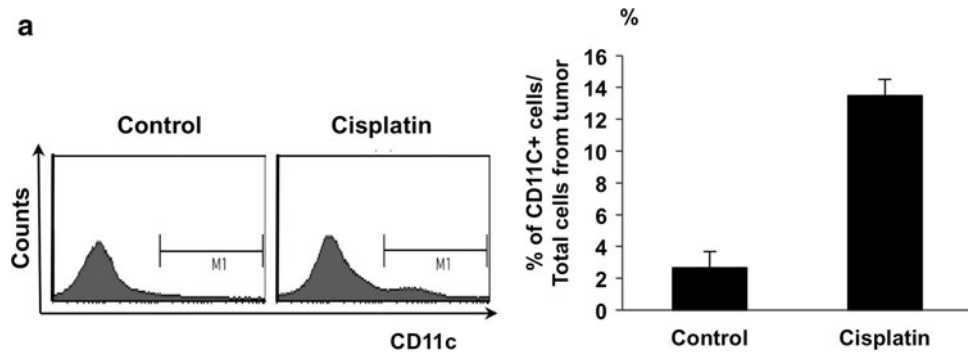 a
Control
Cisplatin
Counts
M1
M1
CD11c
%
% of CD11C+ cells/
Total cells from tumor
16
14
12
10
8
6
4
2
0
Control
Cisplatin